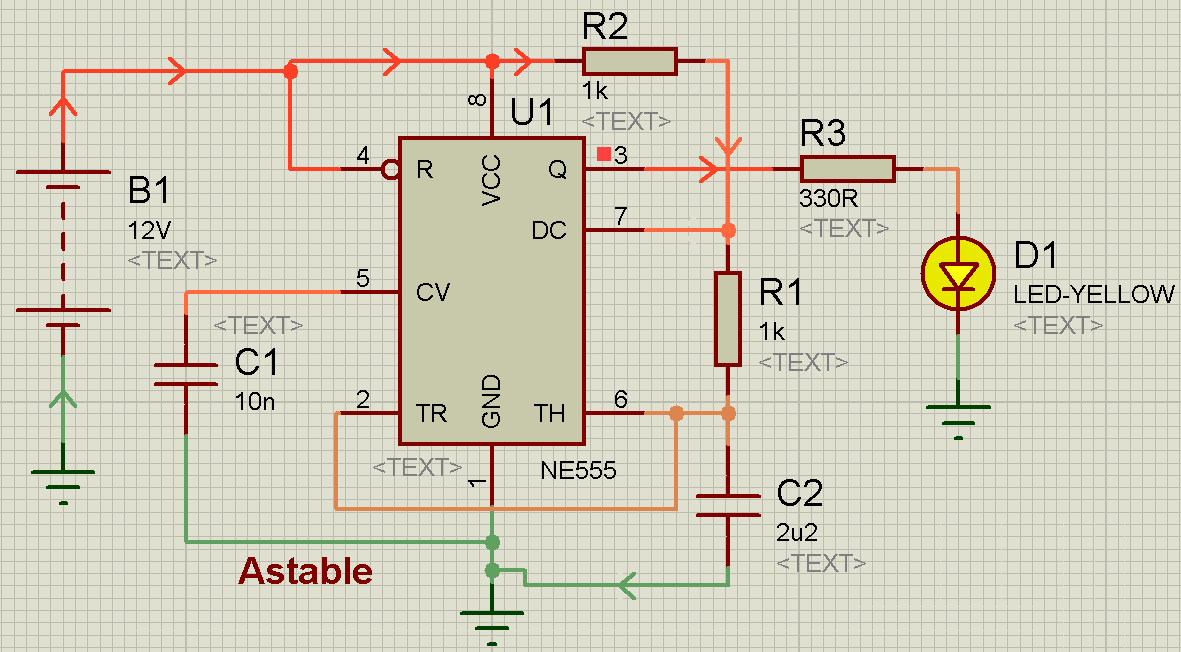 R2
1k
<TEXT>
8
U1
4
R
VCC
Q
3
R3
330R
<TEXT>
B1
12V
<TEXT>
DC
7
D1
LED-YELLOW
<TEXT>
5
CV
<TEXT>
R1
1k
<TEXT>
C1
10n
2
TR
GND
TH
6
<TEXT>
1
NE555
C2
2u2
<TEXT>
Astable